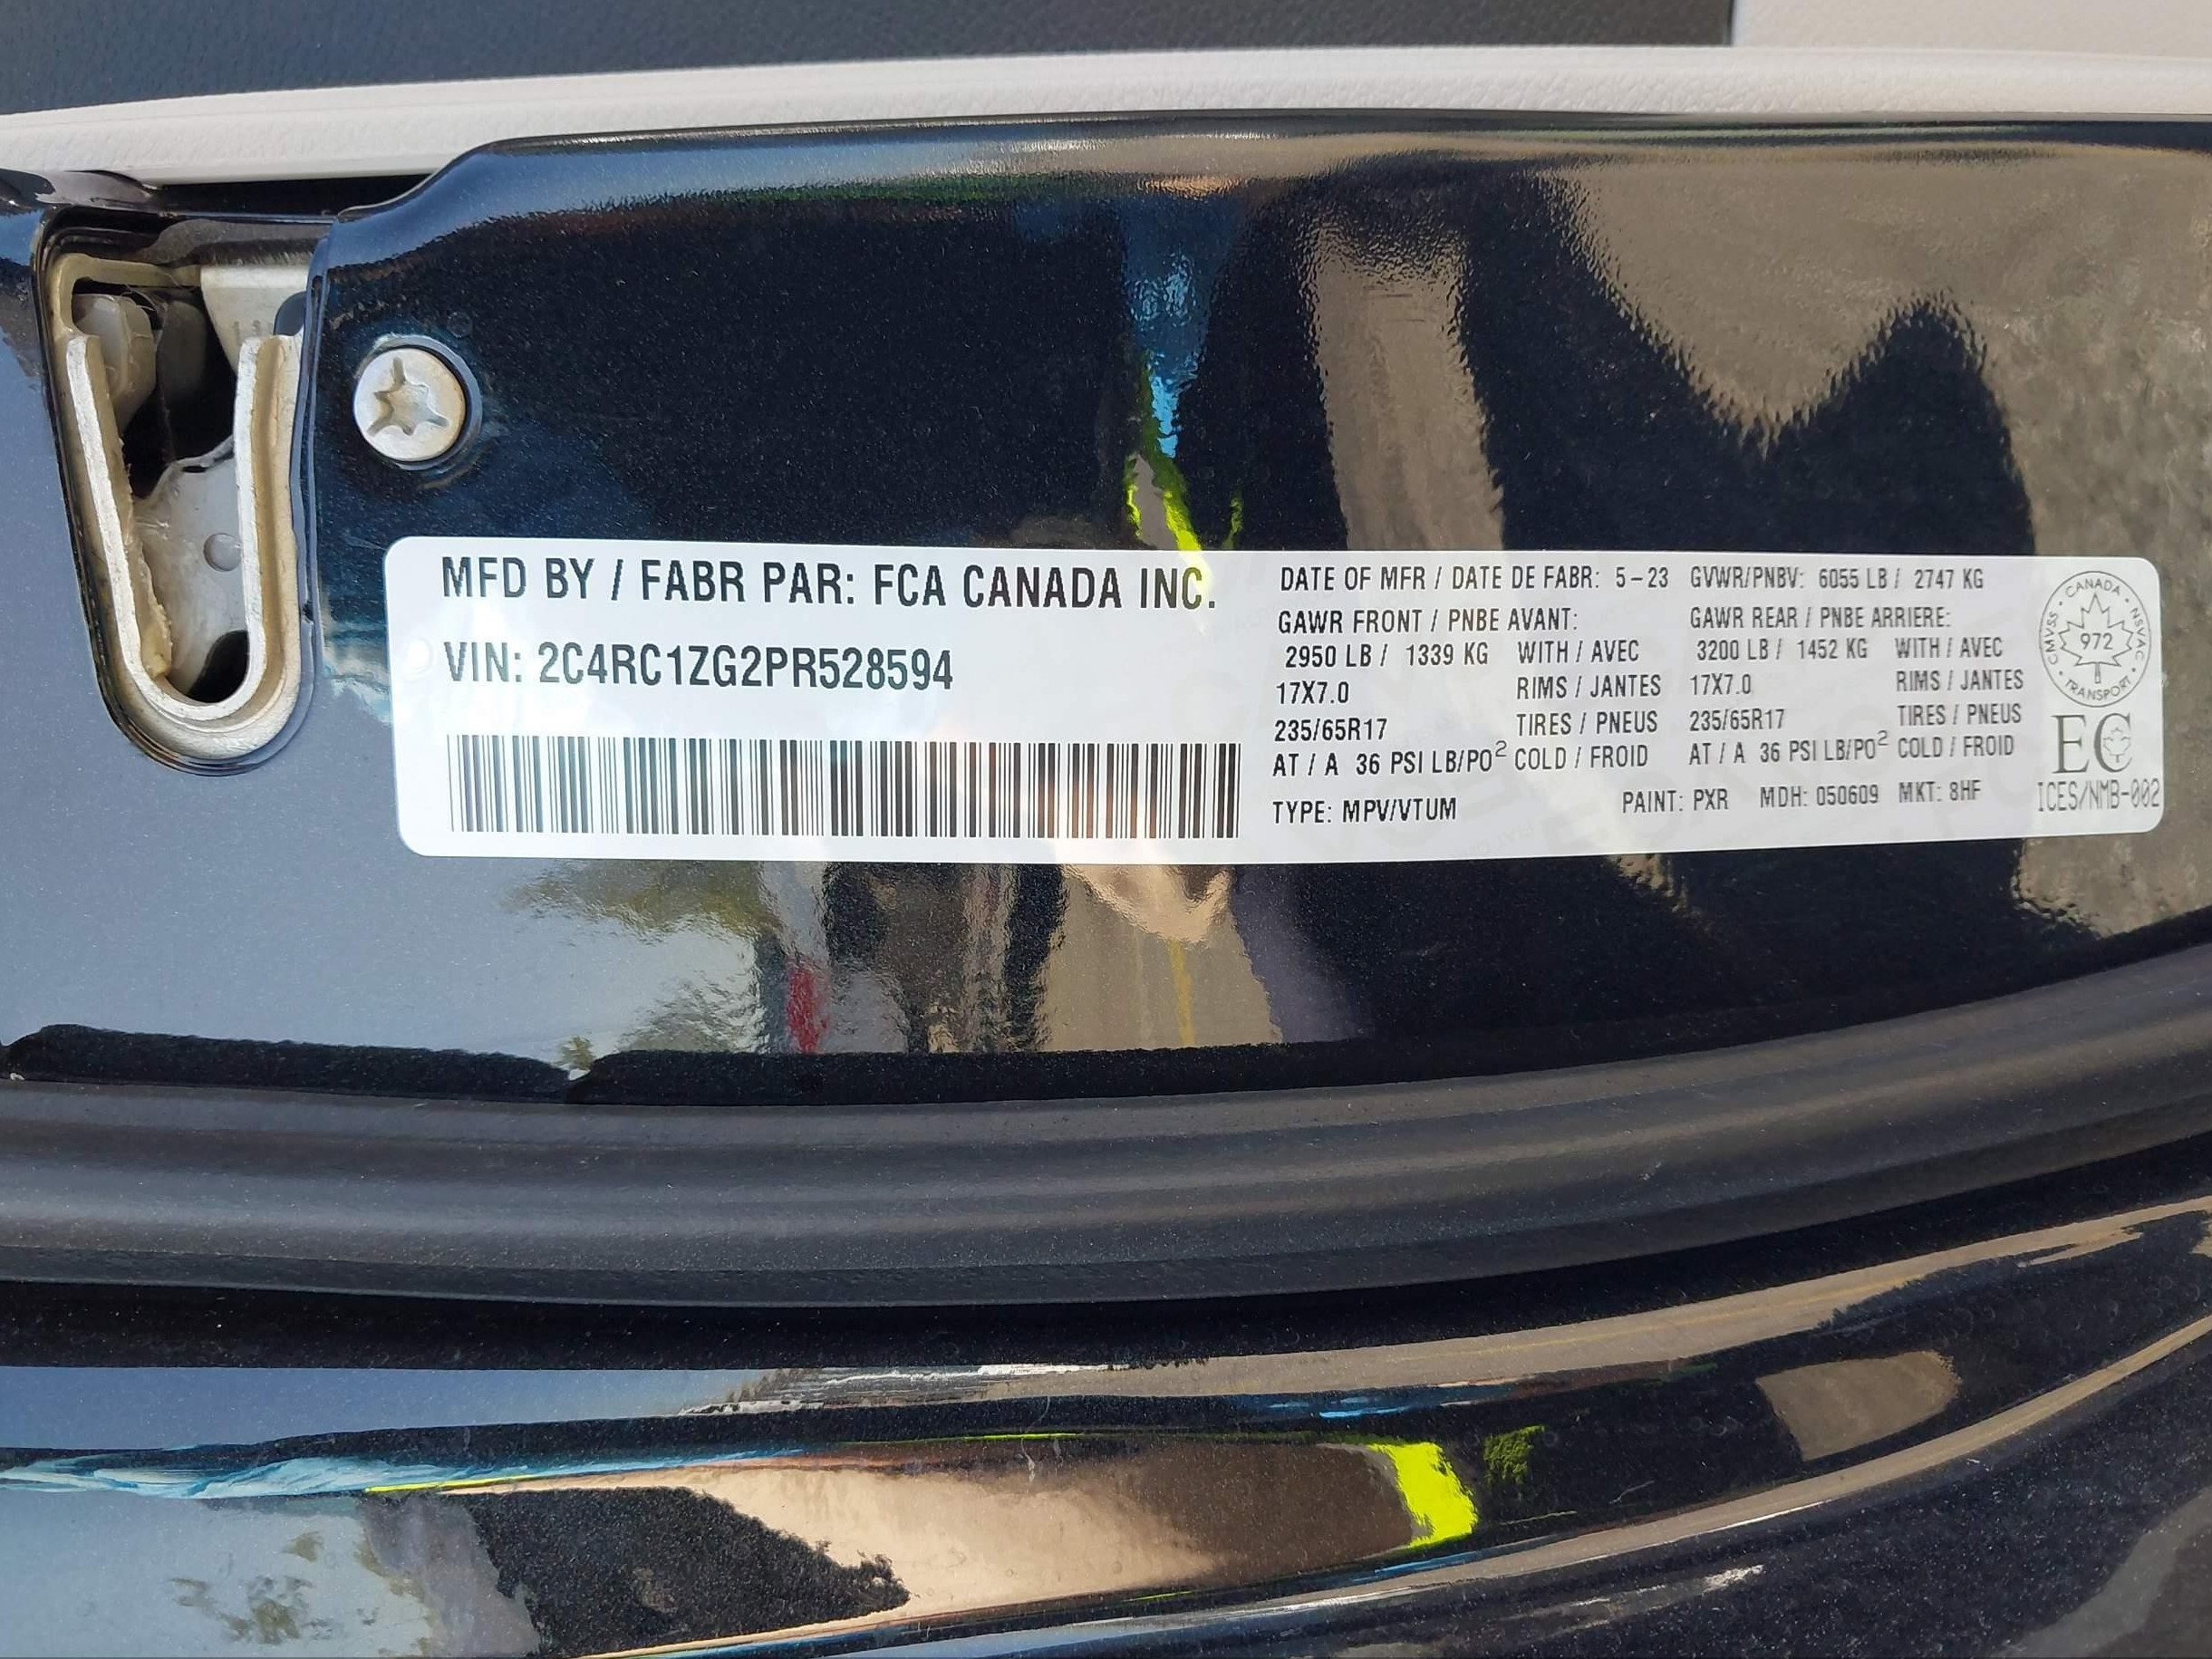 MFD BY / FABR PAR: FCA CANADA INC.
VIN: 2C4RC1ZG2PR528594
DATE OF MFR / DATE DE FABR: 5-23 GVWR/PNBV: 6055 LB / 2747 KG
GAWR FRONT / PNBE AVANT: GAWR REAR / PNBE ARRIERE:
2950 LB / 1339 KG WITH / AVEC 3200 LB / 1452 KG WITH / AVEC
17X7.0 RIMS / JANTES 17X7.0 RIMS / JANTES
235/65R17 TIRES / PNEUS 235/65R17 TIRES / PNEUS
AT / A 36 PSI LB/PO² COLD / FROID AT / A 36 PSI LB/PO² COLD / FROID
TYPE: MPV/VTUM PAINT: PXR MDH: 050609 MKT: 8HF
CMVSS • CANADA • NSVAC • TRANSPORT •
972
EC
ICES/NMB-002